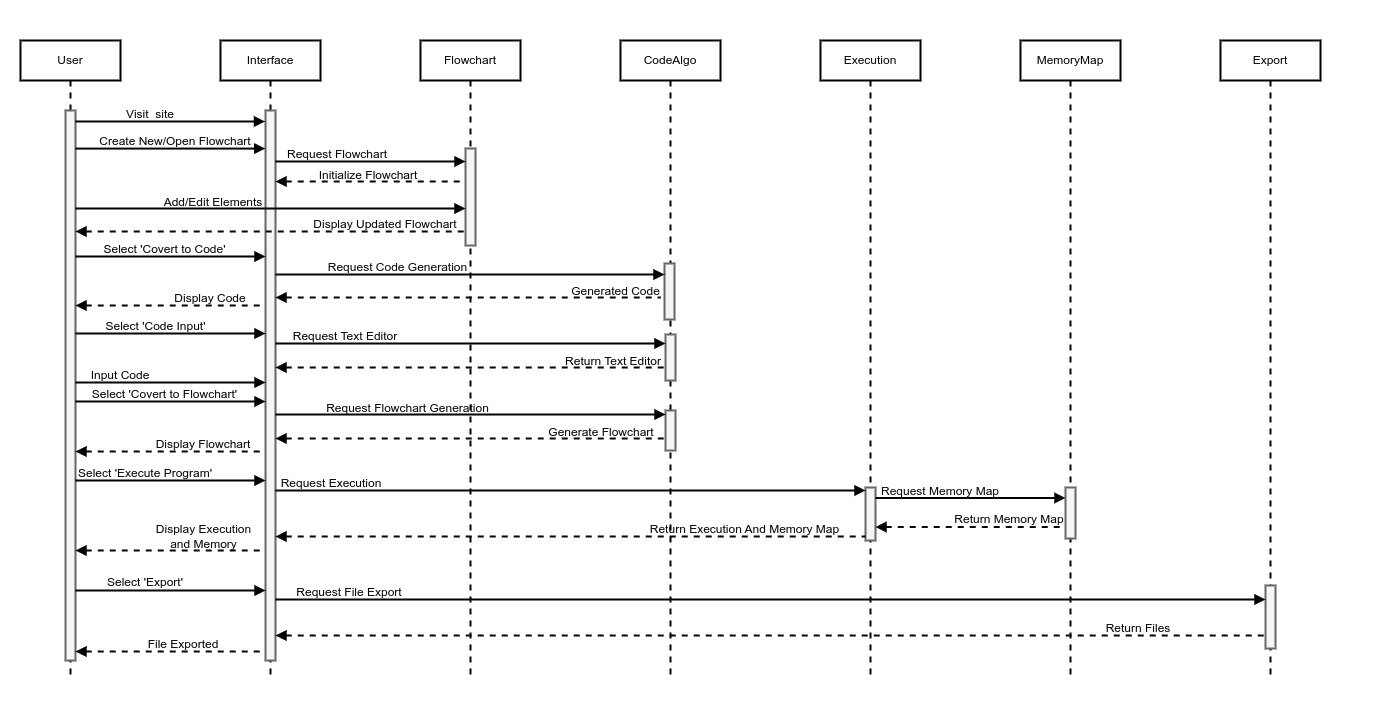 User
Interface
Flowchart
CodeAlgo
Execution
MemoryMap
Export
Visit site
Create New/Open Flowchart
Request Flowchart
Initialize Flowchart
Add/Edit Elements
Display Updated Flowchart
Select 'Covert to Code'
Request Code Generation
Generated Code
Display Code
Select 'Code Input'
Request Text Editor
Return Text Editor
Input Code
Select 'Covert to Flowchart'
Request Flowchart Generation
Generate Flowchart
Display Flowchart
Select 'Execute Program'
Request Execution
Request Memory Map
Return Memory Map
Return Execution And Memory Map
Display Execution
and Memory
Select 'Export'
Request File Export
Return Files
File Exported